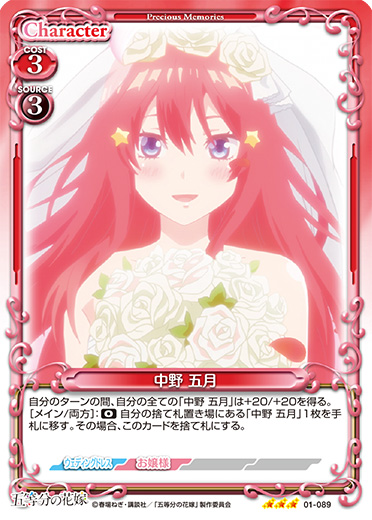 Precious Memories
Character
COST
3
SOURCE
3
中野 五月
自分のターンの間、自分の全ての「中野 五月」は+20/+20を得る。
[メイン/両方]:0 自分の捨て札置き場にある「中野 五月」1枚を手
札に移す。その場合、このカードを捨て札にする。
ウェディングドレス お嬢様
五等分の花嫁
©春場ねぎ・講談社/「五等分の花嫁」製作委員会
01-089